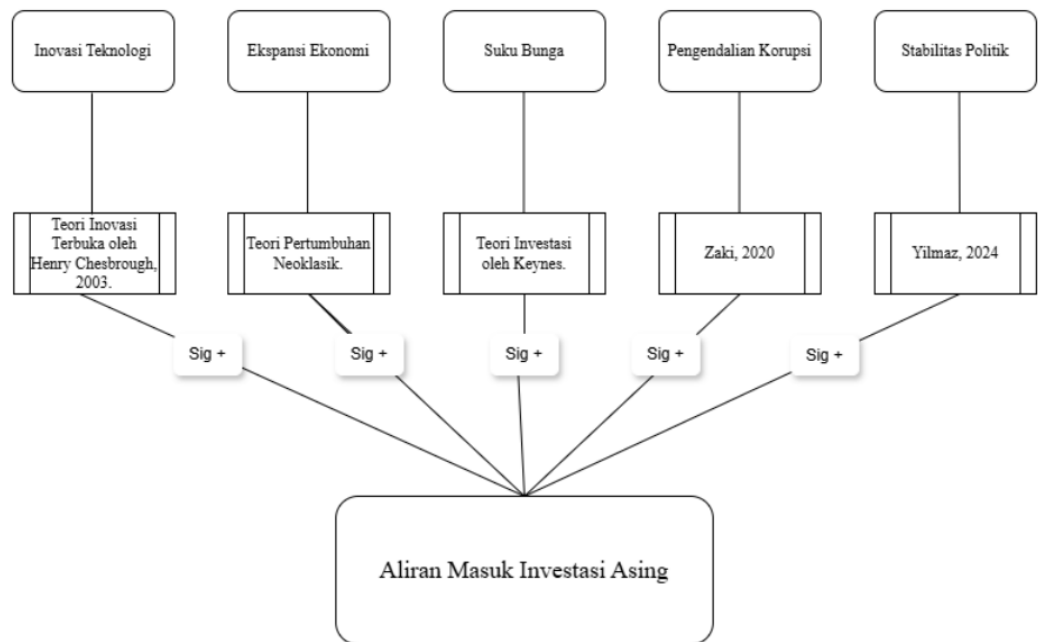 Inovasi Teknologi
Ekspansi Ekonomi
Suku Bunga
Pengendalian Korupsi
Stabilitas Politik
Teori Inovasi
Terbuka oleh
Henry Chesbrough,
2003.
Teori Pertumbuhan
Neoklasik.
Teori Investasi
oleh Keynes.
Zaki, 2020
Yilmaz, 2024
Sig +
Sig +
Sig +
Sig +
Sig +
Aliran Masuk Investasi Asing